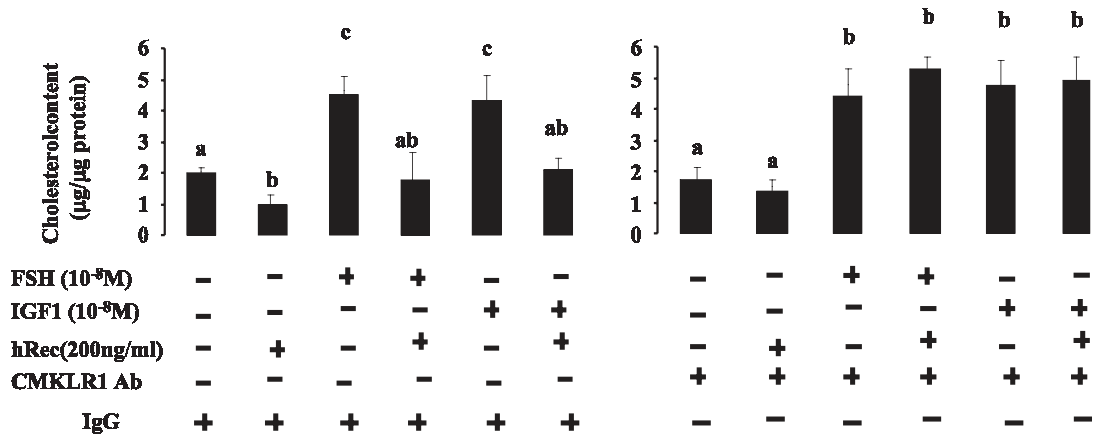 c c b b b b
6 6
5 5
4 4
ab ab
3 3
a a a
2 2
b
1 1
0 0
Cholesterolcontent
(µg/µg protein)
FSH (10⁻⁸M) – – + + – – – – + + – –
IGF1 (10⁻⁸M) – – – – + + – – – – + +
hRec(200ng/ml) – + – + – + – + – + – +
CMKLR1 Ab – – – – – – + + + + + +
IgG + + + + + + – – – – – –